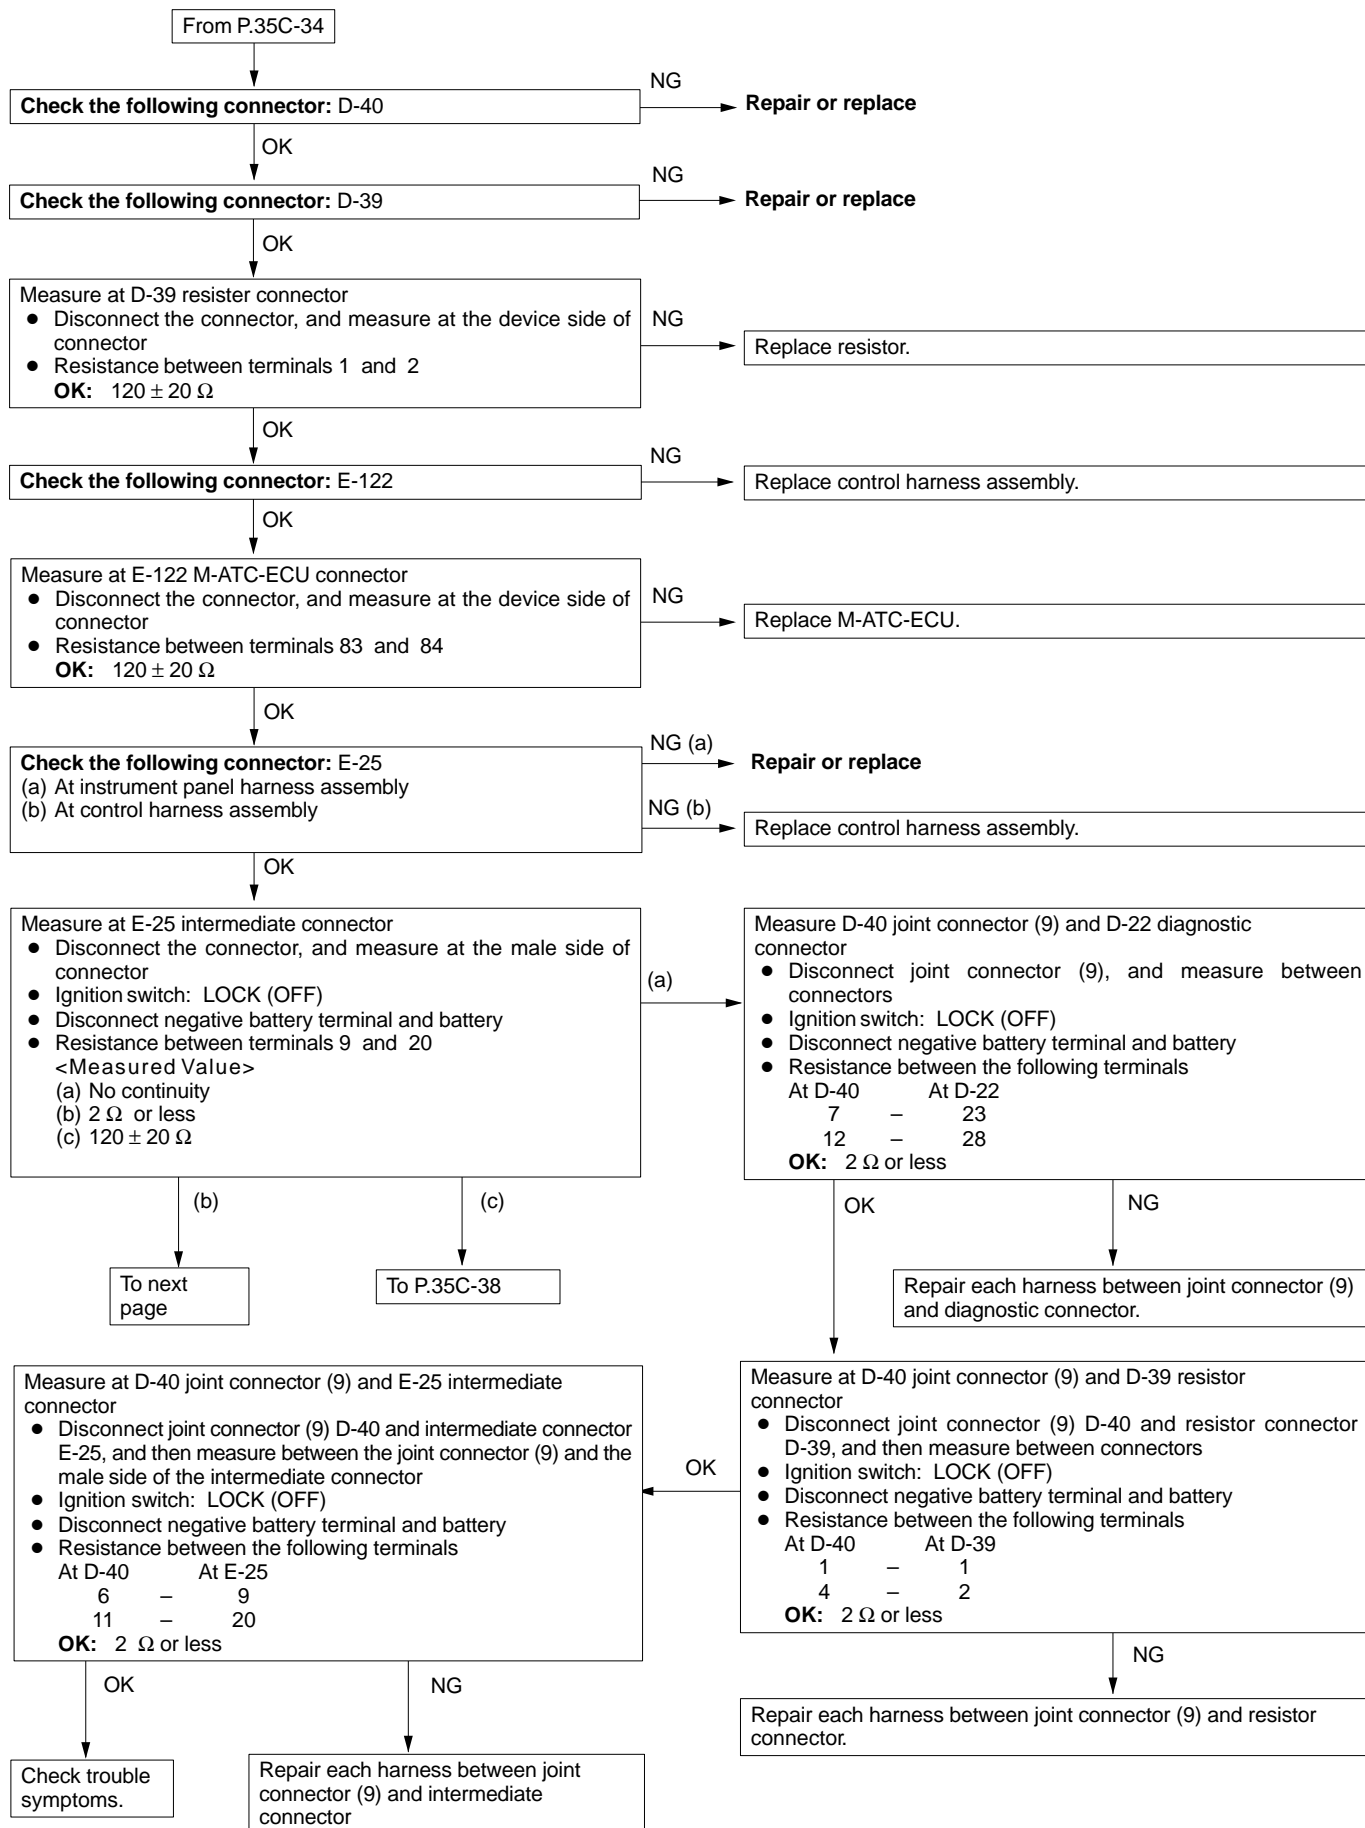 From P.35C-34
NG
Check the following connector: D-40
Repair or replace
OK
NG
Check the following connector: D-39
Repair or replace
OK
Measure at D-39 resister connector
● Disconnect the connector, and measure at the device side of
connector
● Resistance between terminals 1 and 2
OK: 120 ± 20 Ω
NG
Replace resistor.
OK
NG
Check the following connector: E-122
Replace control harness assembly.
OK
Measure at E-122 M-ATC-ECU connector
● Disconnect the connector, and measure at the device side of
connector
● Resistance between terminals 83 and 84
OK: 120 ± 20 Ω
NG
Replace M-ATC-ECU.
OK
Check the following connector: E-25
(a) At instrument panel harness assembly
(b) At control harness assembly
NG (a)
Repair or replace
NG (b)
Replace control harness assembly.
OK
Measure at E-25 intermediate connector
● Disconnect the connector, and measure at the male side of
connector
● Ignition switch: LOCK (OFF)
● Disconnect negative battery terminal and battery
● Resistance between terminals 9 and 20
<Measured Value>
(a) No continuity
(b) 2 Ω or less
(c) 120 ± 20 Ω
(a)
Measure D-40 joint connector (9) and D-22 diagnostic
connector
● Disconnect joint connector (9), and measure between
connectors
● Ignition switch: LOCK (OFF)
● Disconnect negative battery terminal and battery
● Resistance between the following terminals
At D-40 At D-22
7 – 23
12 – 28
OK: 2 Ω or less
(b)
(c)
OK
NG
To next
page
To P.35C-38
Repair each harness between joint connector (9)
and diagnostic connector.
Measure at D-40 joint connector (9) and E-25 intermediate
connector
● Disconnect joint connector (9) D-40 and intermediate connector
E-25, and then measure between the joint connector (9) and the
male side of the intermediate connector
● Ignition switch: LOCK (OFF)
● Disconnect negative battery terminal and battery
● Resistance between the following terminals
At D-40 At E-25
6 – 9
11 – 20
OK: 2 Ω or less
OK
Measure at D-40 joint connector (9) and D-39 resistor
connector
● Disconnect joint connector (9) D-40 and resistor connector
D-39, and then measure between connectors
● Ignition switch: LOCK (OFF)
● Disconnect negative battery terminal and battery
● Resistance between the following terminals
At D-40 At D-39
1 – 1
4 – 2
OK: 2 Ω or less
OK
NG
NG
Check trouble
symptoms.
Repair each harness between joint
connector (9) and intermediate
connector
Repair each harness between joint connector (9) and resistor
connector.